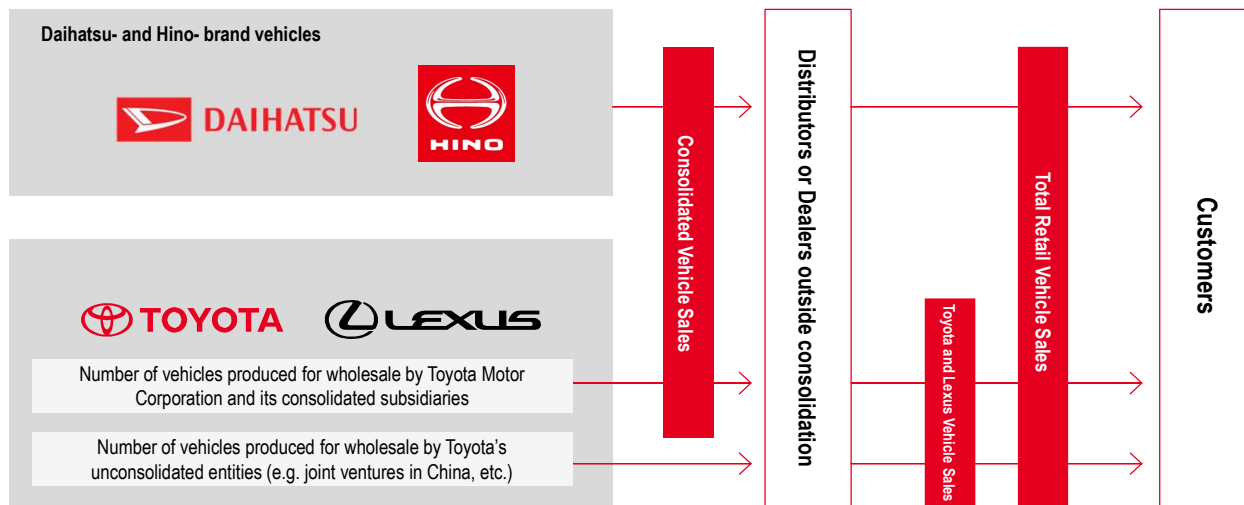 Daihatsu- and Hino- brand vehicles
DAIHATSU
HINO
TOYOTA
LEXUS
Number of vehicles produced for wholesale by Toyota Motor
Corporation and its consolidated subsidiaries
Number of vehicles produced for wholesale by Toyota’s
unconsolidated entities (e.g. joint ventures in China, etc.)
Consolidated Vehicle Sales
Distributors or Dealers outside consolidation
Toyota and Lexus Vehicle Sales
Total Retail Vehicle Sales
Customers